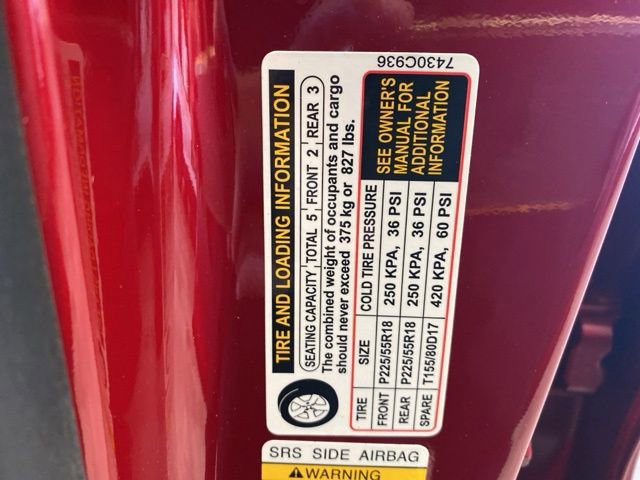 TIRE AND LOADING INFORMATION
SEATING CAPACITY TOTAL 5 FRONT 2 REAR 3
The combined weight of occupants and cargo
should never exceed 375 kg or 827 lbs.
TIRE SIZE COLD TIRE PRESSURE
FRONT P225/55R18 250 KPA, 36 PSI
REAR P225/55R18 250 KPA, 36 PSI
SPARE T155/80D17 420 KPA, 60 PSI
SEE OWNER'S
MANUAL FOR
ADDITIONAL
INFORMATION
7430C936
SRS SIDE AIRBAG
WARNING